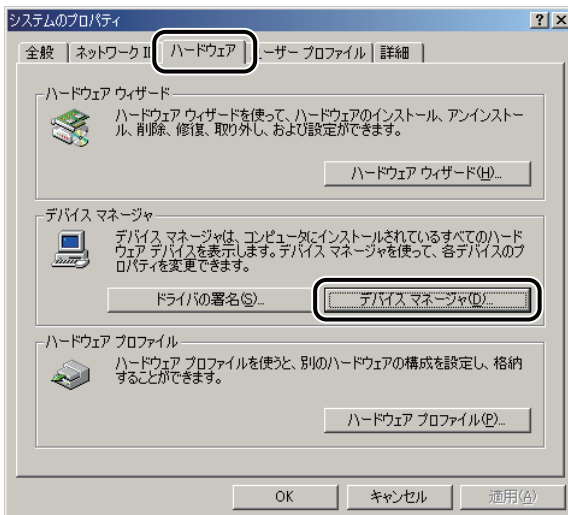 システムのプロパティ
全般 ネットワーク ID ハードウェア ーザー プロファイル 詳細
ハードウェア ウィザード
ハードウェア ウィザードを使って、ハードウェアのインストール、アンインストー
ル、削除、修復、取り外し、および設定ができます。
ハードウェア ウィザード(H)...
デバイス マネージャ
デバイス マネージャは、コンピュータにインストールされているすべてのハード
ウェア デバイスを表示します。デバイス マネージャを使って、各デバイスのプ
ロパティを変更できます。
ドライバの署名(S)... デバイス マネージャ(D)...
ハードウェア プロファイル
ハードウェア プロファイルを使うと、別のハードウェアの構成を設定し、格納
することができます。
ハードウェア プロファイル(P)...
OK キャンセル 適用(A)